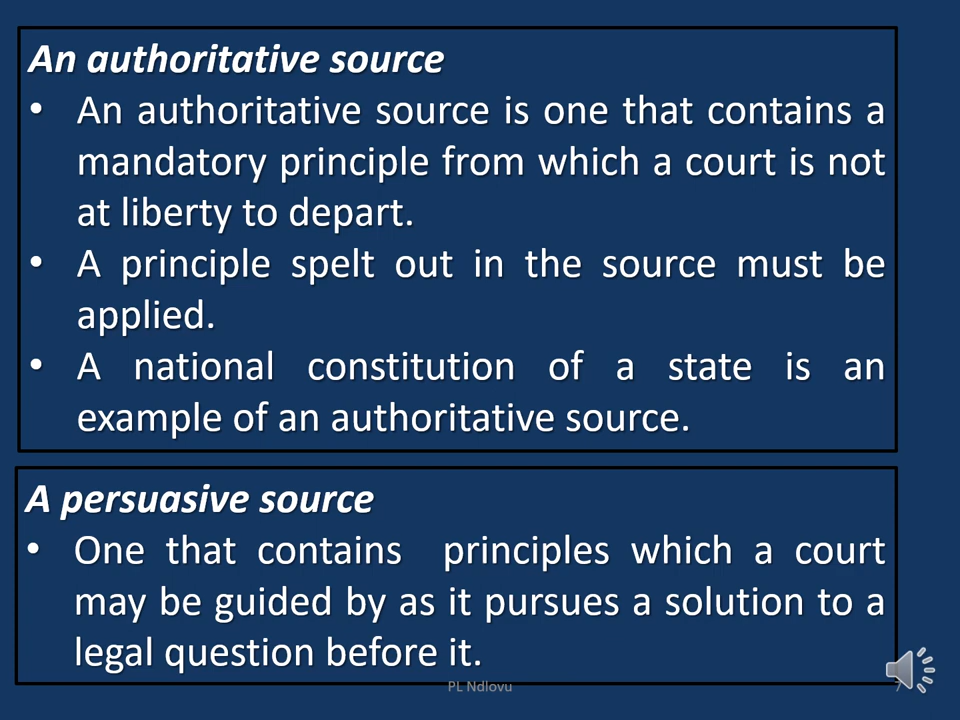 An authoritative source
• An authoritative source is one that contains a
mandatory principle from which a court is not
at liberty to depart.
• A principle spelt out in the source must be
applied.
• A national constitution of a state is an
example of an authoritative source.
A persuasive source
• One that contains principles which a court
may be guided by as it pursues a solution to a
legal question before it.
PL Ndlovu
7